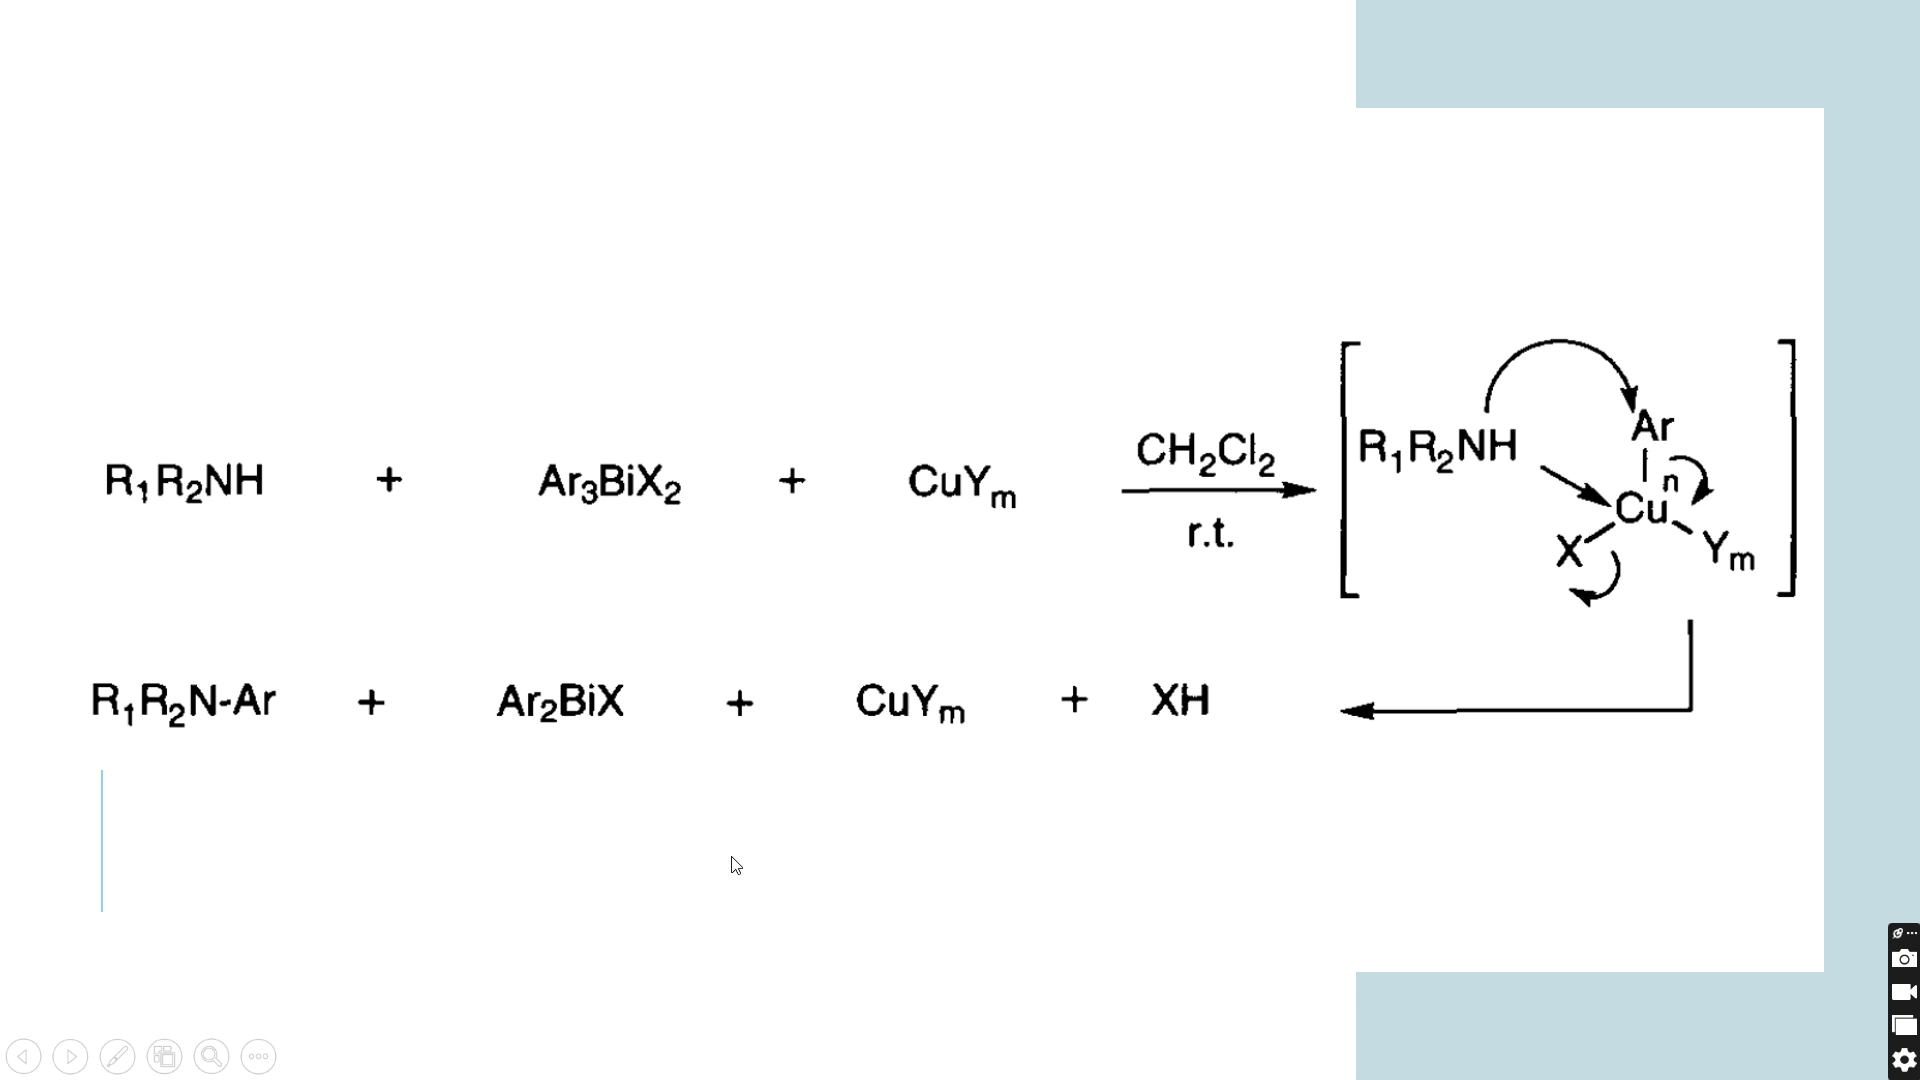 R₁R₂NH + Ar₃BiX₂ + CuYₘ
CH₂Cl₂
r.t.
R₁R₂NH
Ar
n
Cu
X
Yₘ
R₁R₂N-Ar + Ar₂BiX + CuYₘ + XH